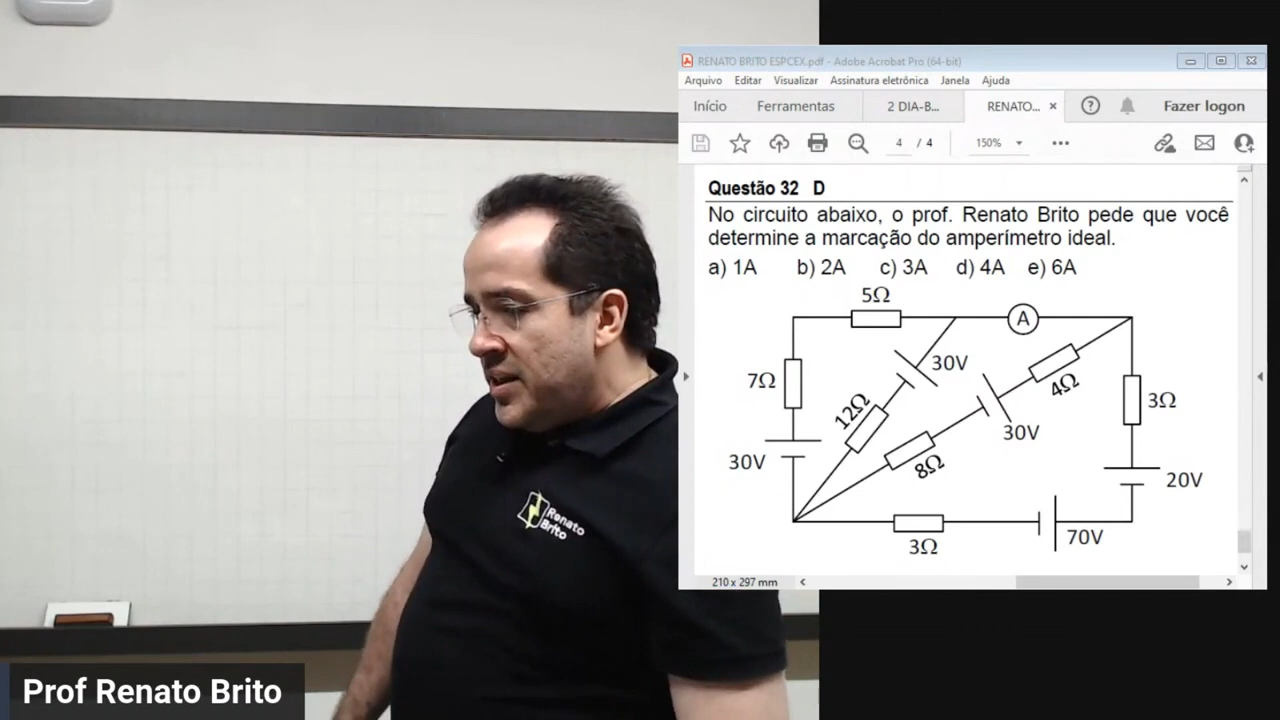 RENATO BRITO ESPCEX.pdf - Adobe Acrobat Pro (64-bit)
Arquivo Editar Visualizar Assinatura eletrônica Janela Ajuda
Início Ferramentas 2 DIA-B... RENATO... × Fazer logon
4 / 4 150%
Questão 32 D
No circuito abaixo, o prof. Renato Brito pede que você
determine a marcação do amperímetro ideal.
a) 1A b) 2A c) 3A d) 4A e) 6A
5Ω
A
30V
7Ω
4Ω
12Ω
3Ω
30V
30V
8Ω
20V
3Ω
70V
210 x 297 mm
Renato
Brito
Prof Renato Brito